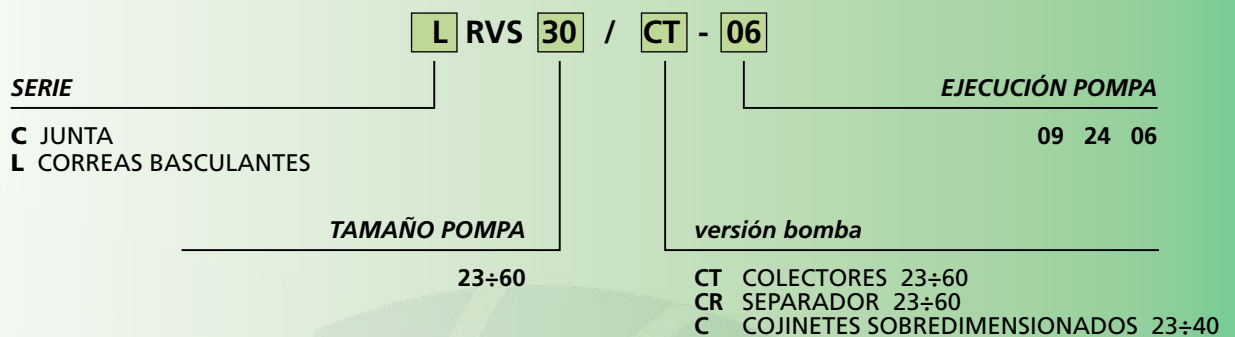 L RVS 30 / CT - 06
SERIE
EJECUCIÓN POMPA
C JUNTA
L CORREAS BASCULANTES
09 24 06
TAMAÑO POMPA
versión bomba
23÷60
CT COLECTORES 23÷60
CR SEPARADOR 23÷60
C COJINETES SOBREDIMENSIONADOS 23÷40